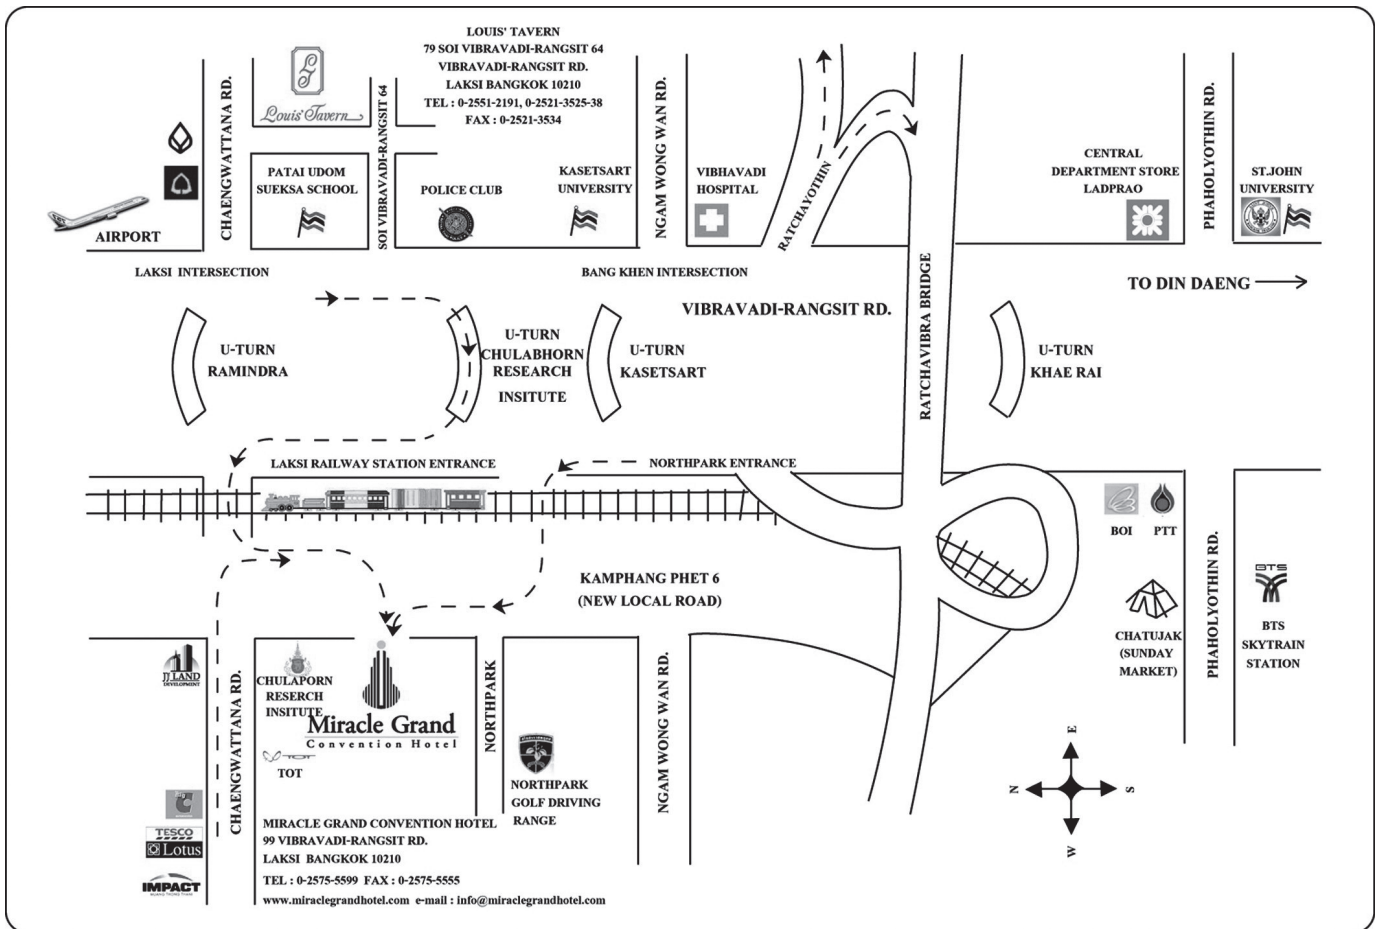 LOUIS' TAVERN
79 SOI VIBRAVADI-RANGSIT 64
VIBRAVADI-RANGSIT RD.
LAKSI BANGKOK 10210
TEL : 0-2551-2191, 0-2521-3525-38
FAX : 0-2521-3534
Louis' Tavern
CHAENGWATTANA RD.
SOI VIBRAVADI-RANGSIT 64
NGAM WONG WAN RD.
PHAHOLYOTHIN RD.
PATAI UDOM
SUEKSA SCHOOL
POLICE CLUB
KASETSART
UNIVERSITY
VIBHAVADI
HOSPITAL
RATCHAYOTHIN
CENTRAL
DEPARTMENT STORE
LADPRAO
ST.JOHN
UNIVERSITY
AIRPORT
LAKSI INTERSECTION
BANG KHEN INTERSECTION
TO DIN DAENG
VIBRAVADI-RANGSIT RD.
RATCHAVIBRA BRIDGE
U-TURN
RAMINDRA
U-TURN
CHULABHORN
RESEARCH
INSITUTE
U-TURN
KASETSART
U-TURN
KHAE RAI
LAKSI RAILWAY STATION ENTRANCE
NORTHPARK ENTRANCE
BOI
PTT
KAMPHANG PHET 6
(NEW LOCAL ROAD)
PHAHOLYOTHIN RD.
BTS
BTS
SKYTRAIN
STATION
CHATUJAK
(SUNDAY
MARKET)
JJ LAND
DEVELOPMENT
CHAENGWATTANA RD.
CHULAPORN
RESERCH
INSITUTE
Miracle Grand
Convention Hotel
TOT
TOT
NORTHPARK
NORTHPARK
GOLF DRIVING
RANGE
NGAM WONG WAN RD.
E
N
S
W
C
TESCO
Lotus
IMPACT
MIRACLE GRAND CONVENTION HOTEL
99 VIBRAVADI-RANGSIT RD.
LAKSI BANGKOK 10210
TEL : 0-2575-5599 FAX : 0-2575-5555
www.miraclegrandhotel.com e-mail : info@miraclegrandhotel.com